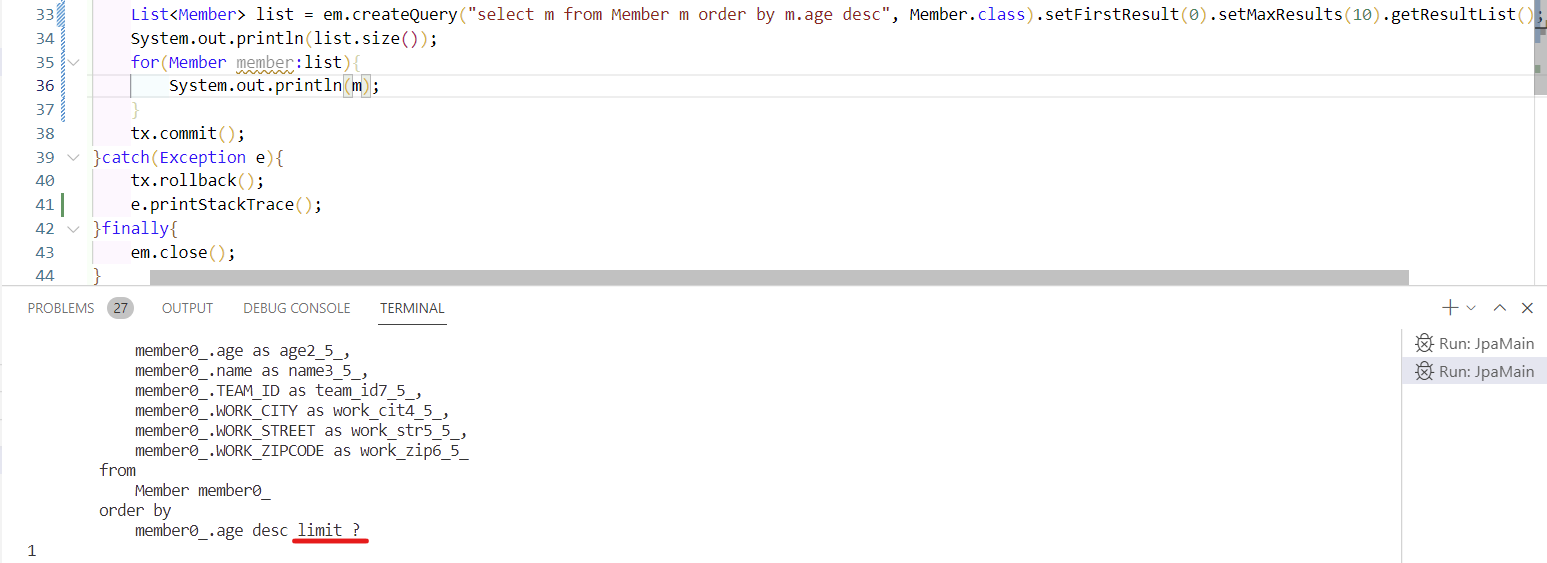 33 List<Member> list = em.createQuery("select m from Member m order by m.age desc", Member.class).setFirstResult(0).setMaxResults(10).getResultList();
34 System.out.println(list.size());
35 for(Member member:list){
36 System.out.println(m);
37 }
38 tx.commit();
39 }catch(Exception e){
40 tx.rollback();
41 e.printStackTrace();
42 }finally{
43 em.close();
44 }
PROBLEMS 27 OUTPUT DEBUG CONSOLE TERMINAL
Run: JpaMain
Run: JpaMain
member0_.age as age2_5_,
member0_.name as name3_5_,
member0_.TEAM_ID as team_id7_5_,
member0_.WORK_CITY as work_cit4_5_,
member0_.WORK_STREET as work_str5_5_,
member0_.WORK_ZIPCODE as work_zip6_5_
from
Member member0_
order by
member0_.age desc limit ?
1